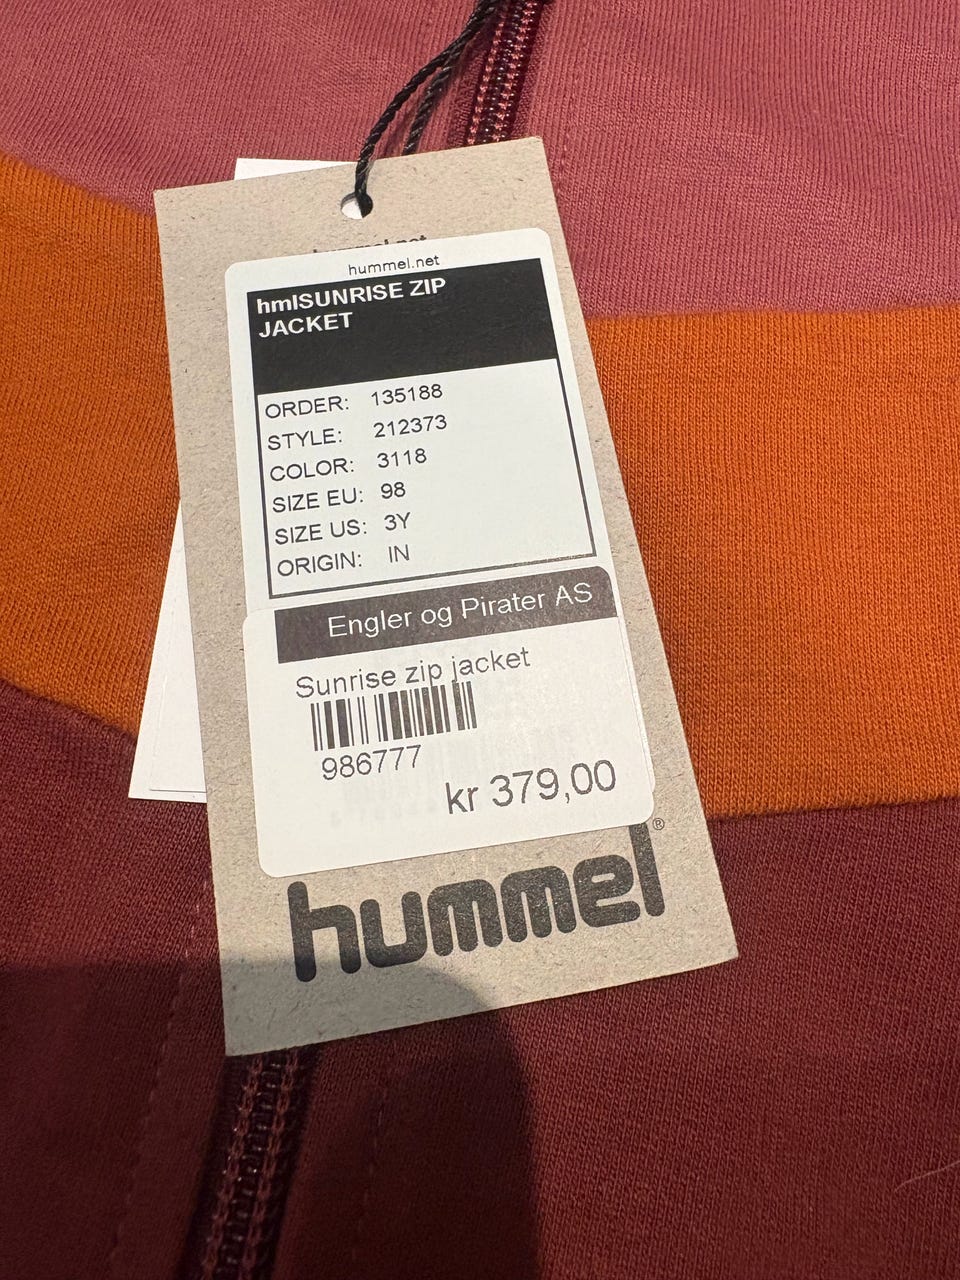 hummel.net
hmlSUNRISE ZIP
JACKET
ORDER: 135188
STYLE: 212373
COLOR: 3118
SIZE EU: 98
SIZE US: 3Y
ORIGIN: IN
Engler og Pirater AS
Sunrise zip jacket
986777
kr 379,00
hummel®